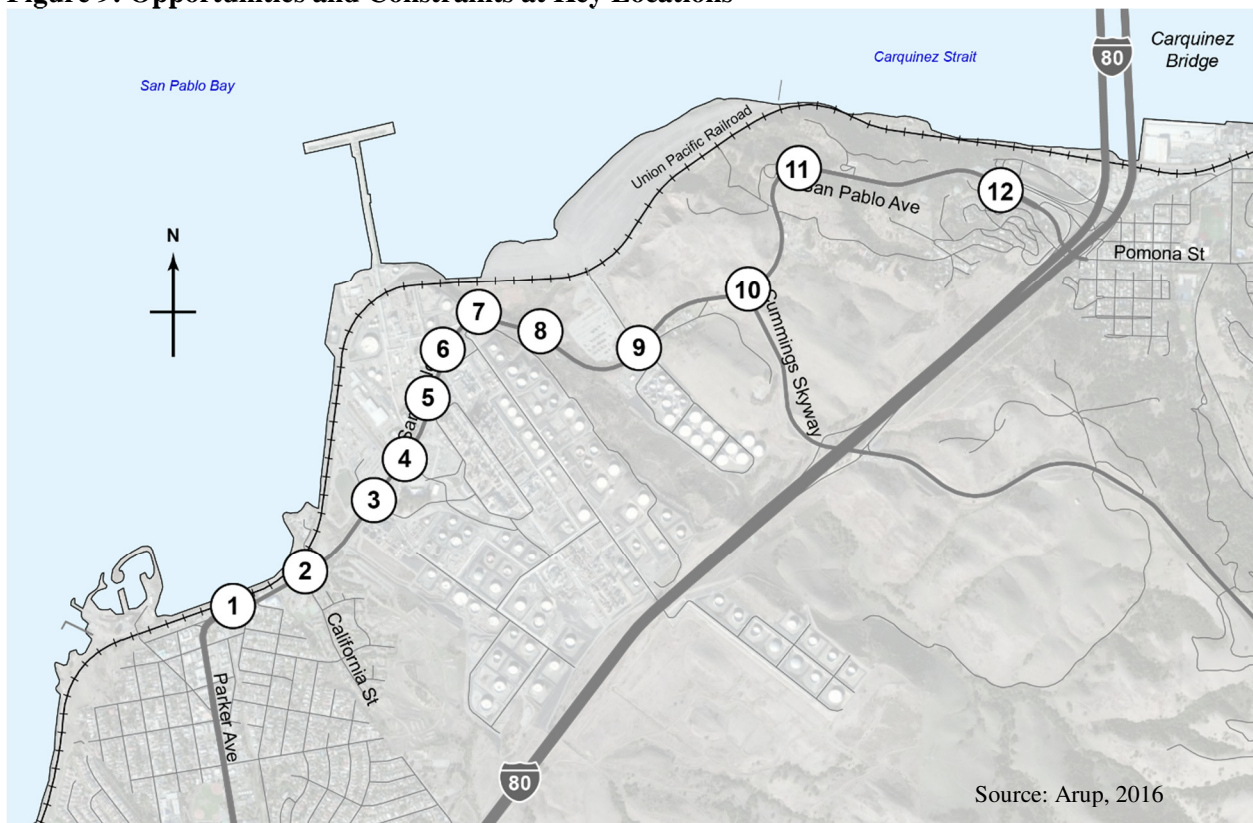 Figure 9: Opportunities and Constraints at Key Locations
80
Carquinez
Bridge
Carquinez Strait
San Pablo Bay
Union Pacific Railroad
11
San Pablo Ave
12
N
Pomona St
10
Cummings Skyway
7
8
9
6
5
4
3
2
1
California St
Parker Ave
80
Source: Arup, 2016